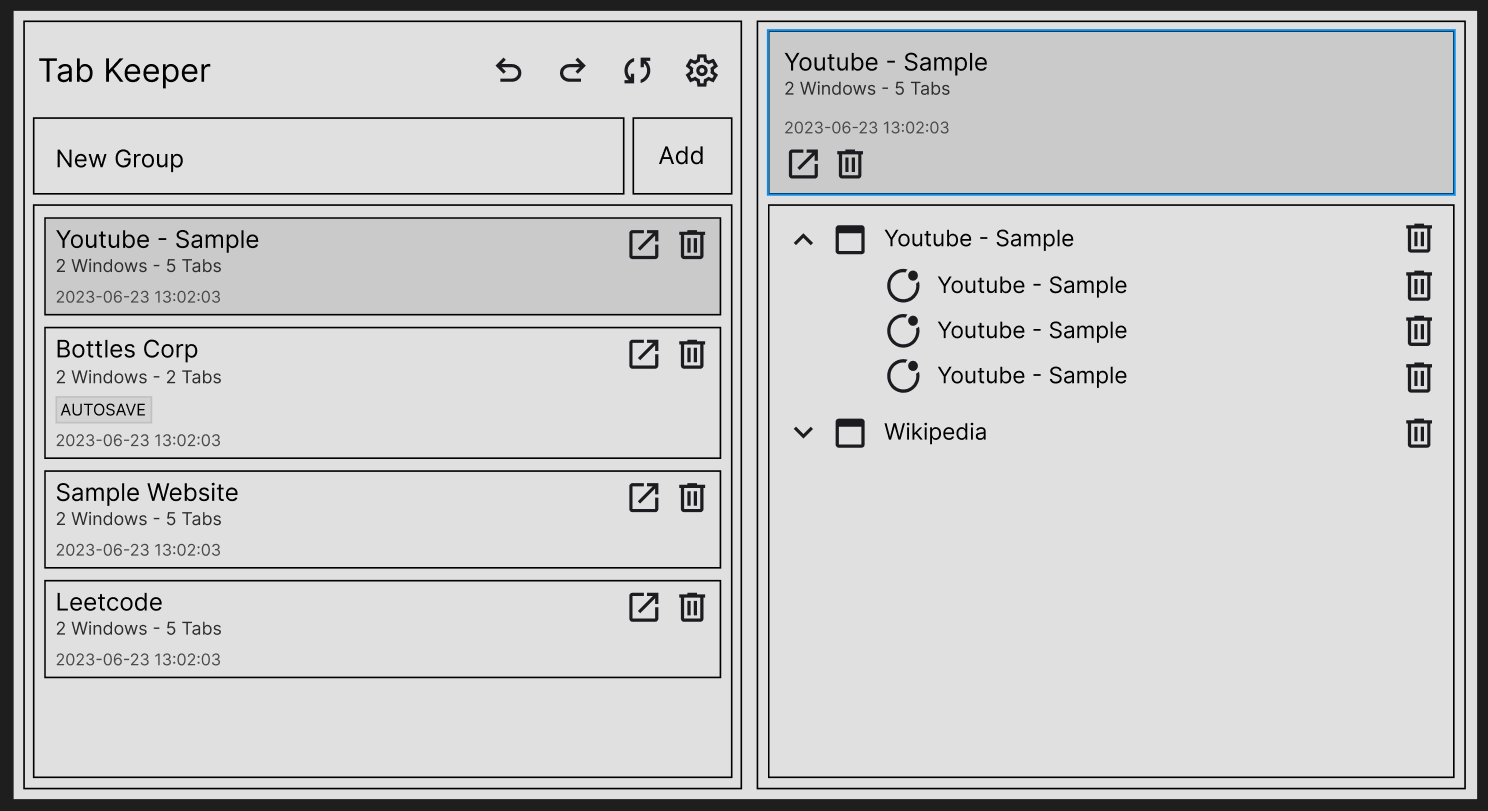 Tab Keeper
New Group
Add
Youtube - Sample
2 Windows - 5 Tabs
2023-06-23 13:02:03
Bottles Corp
2 Windows - 2 Tabs
AUTOSAVE
2023-06-23 13:02:03
Sample Website
2 Windows - 5 Tabs
2023-06-23 13:02:03
Leetcode
2 Windows - 5 Tabs
2023-06-23 13:02:03
Youtube - Sample
2 Windows - 5 Tabs
2023-06-23 13:02:03
Youtube - Sample
Youtube - Sample
Youtube - Sample
Youtube - Sample
Wikipedia